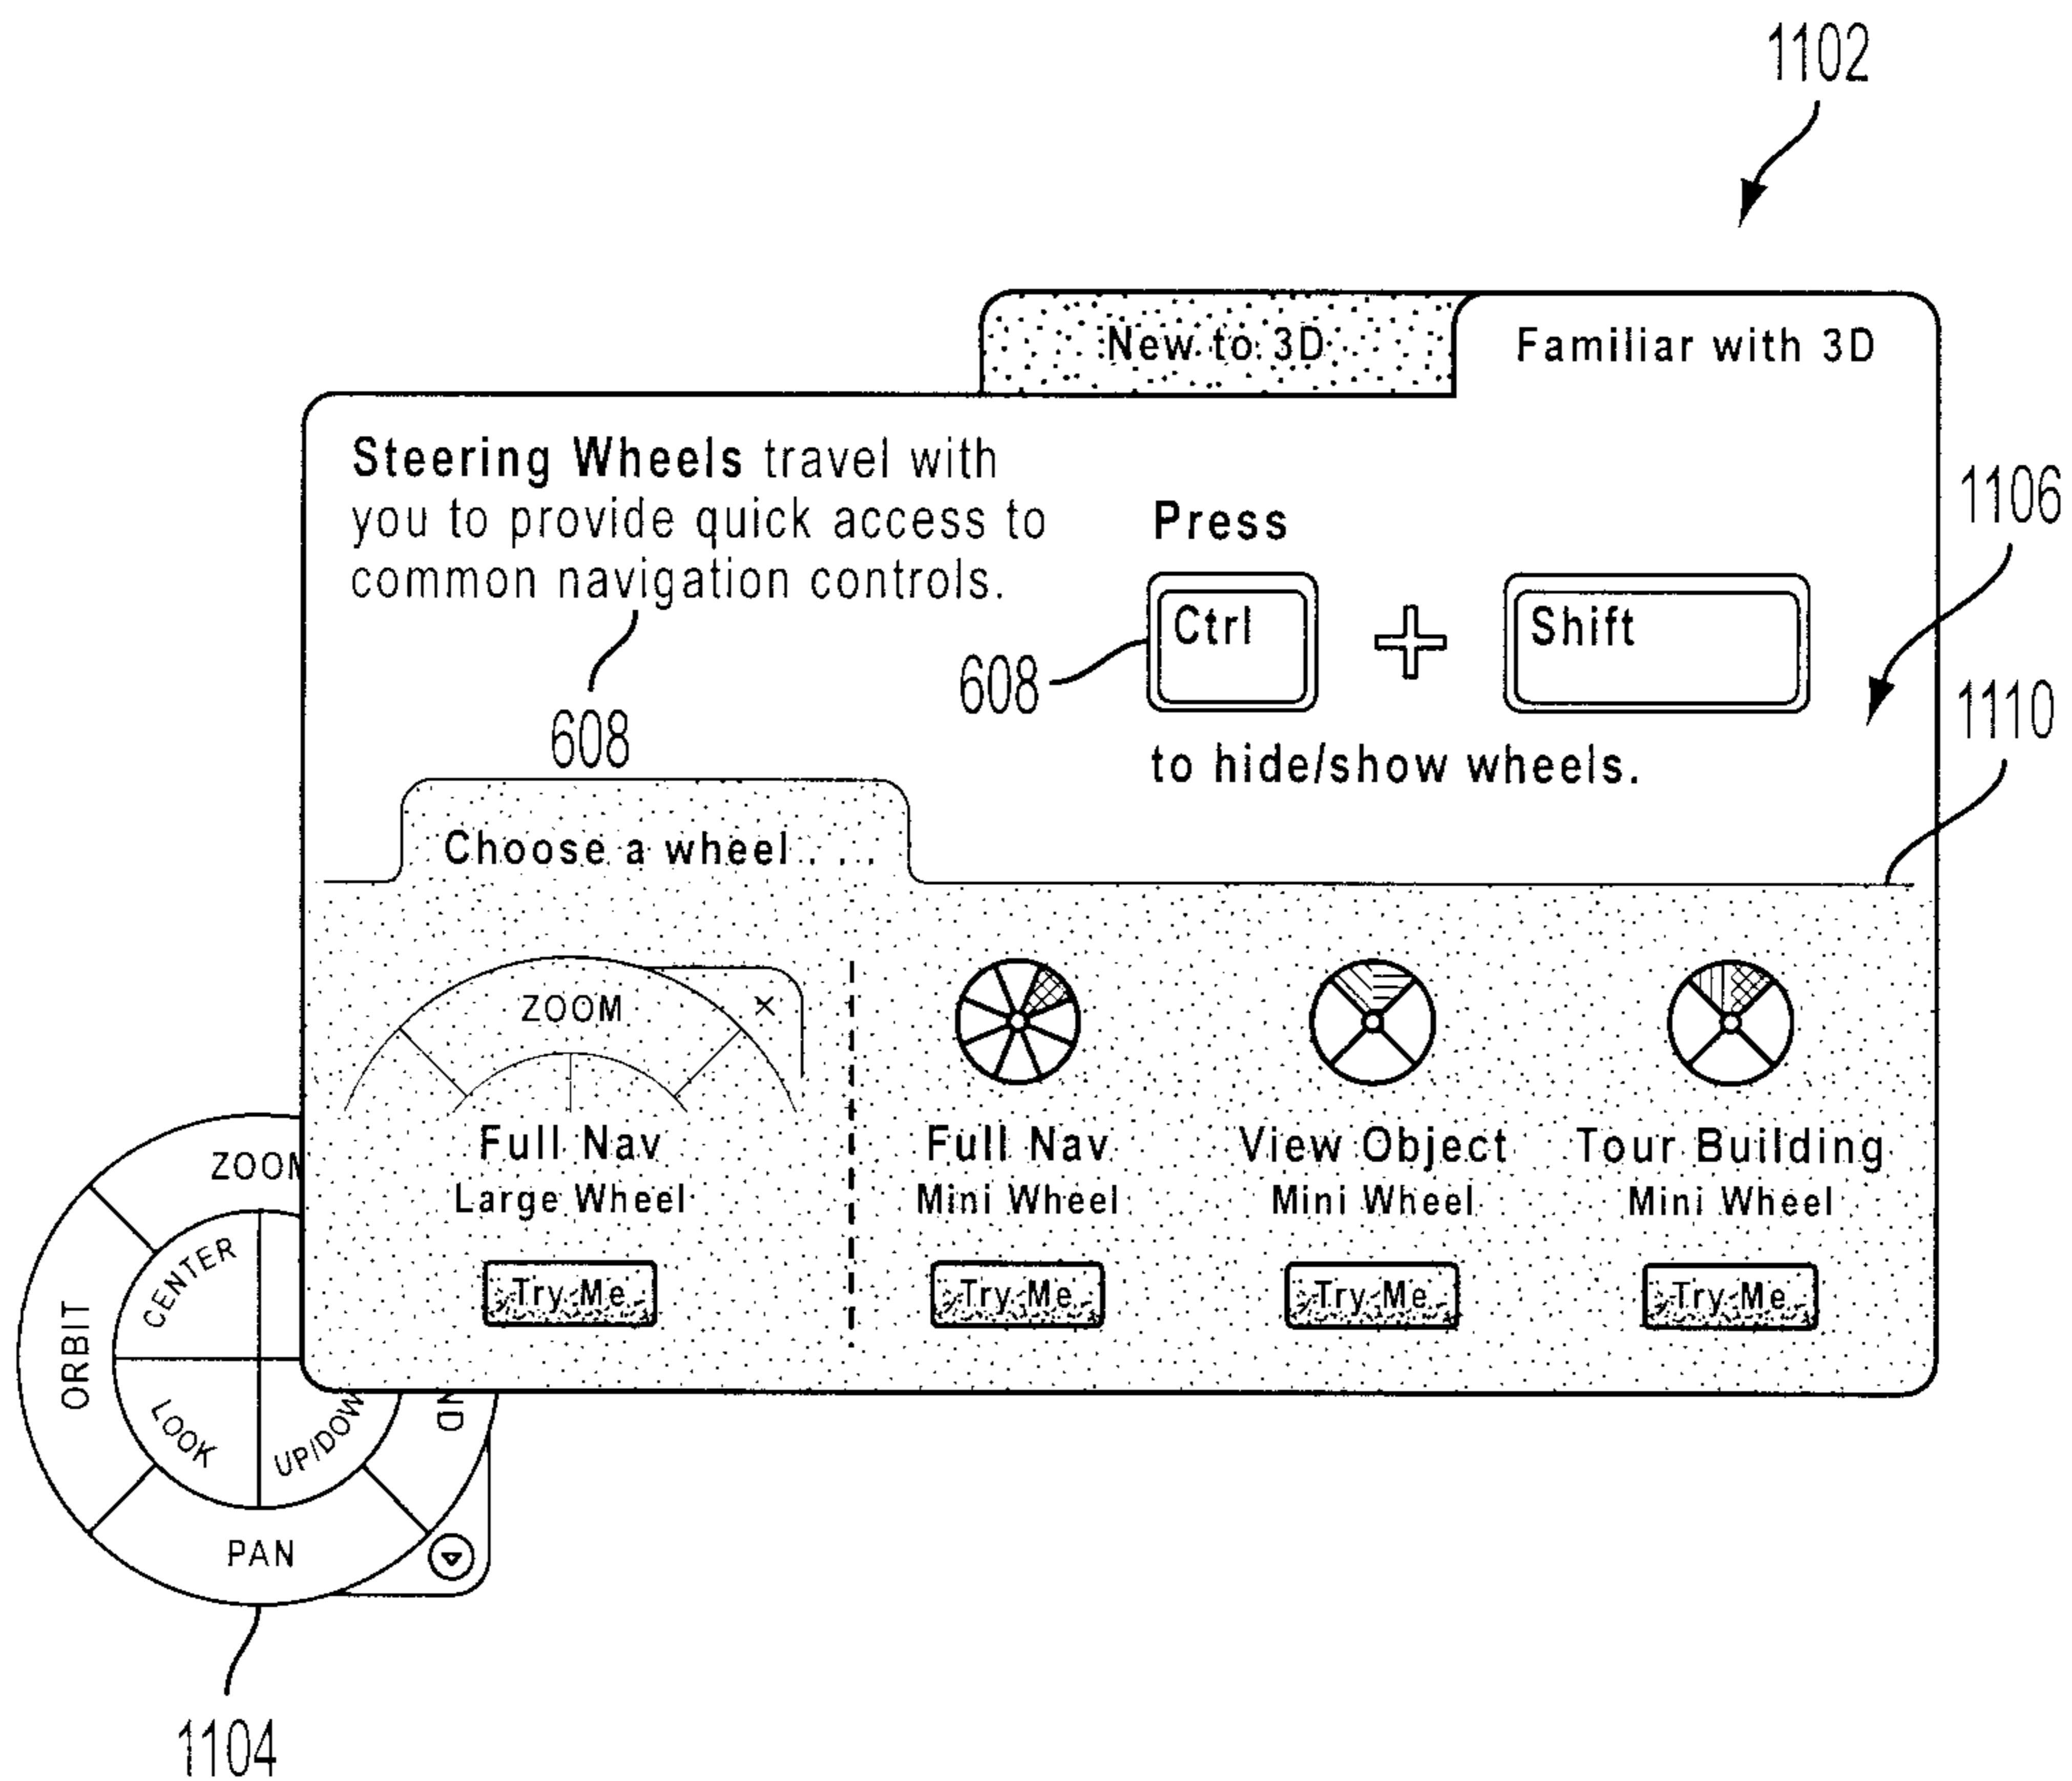 1102
New to 3D
Familiar with 3D
Steering Wheels travel with
you to provide quick access to
common navigation controls.
608
Press
Ctrl
Shift
608
to hide/show wheels.
1106
1110
Choose a wheel . . .
ZOOM
×
Full Nav
Large Wheel
Try Me
Full Nav
Mini Wheel
Try Me
View Object
Mini Wheel
Try Me
Tour Building
Mini Wheel
Try Me
ZOOM
CENTER
ORBIT
LOOK
UP/DOW
ND
PAN
1104